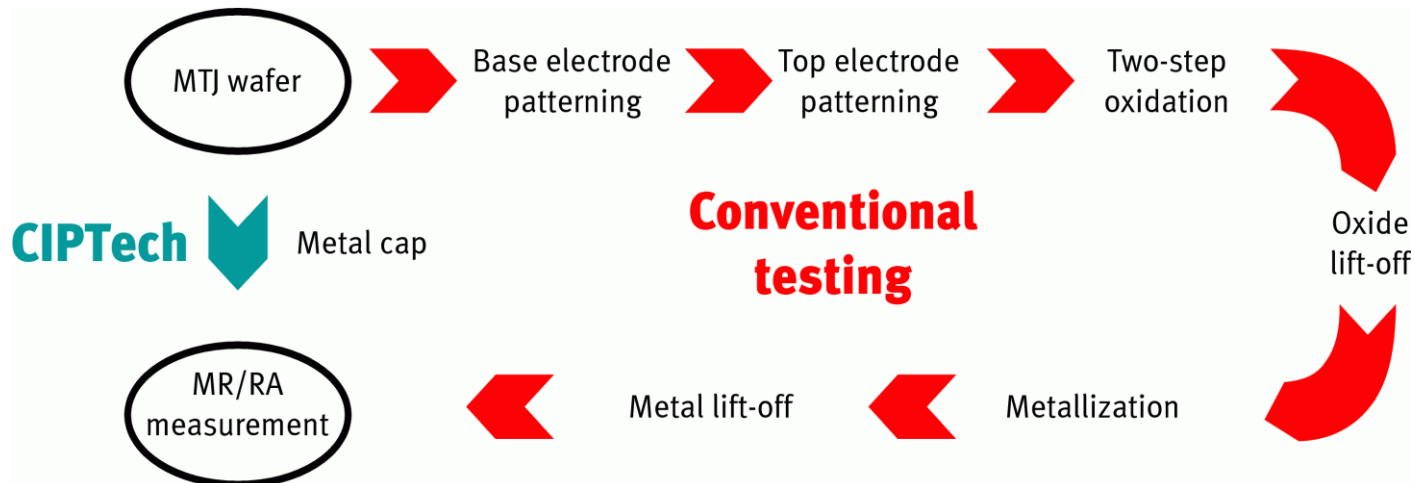 MTJ wafer
Base electrode
patterning
Top electrode
patterning
Two-step
oxidation
CIPTech
Metal cap
Conventional
testing
Oxide
lift-off
MR/RA
measurement
Metal lift-off
Metallization